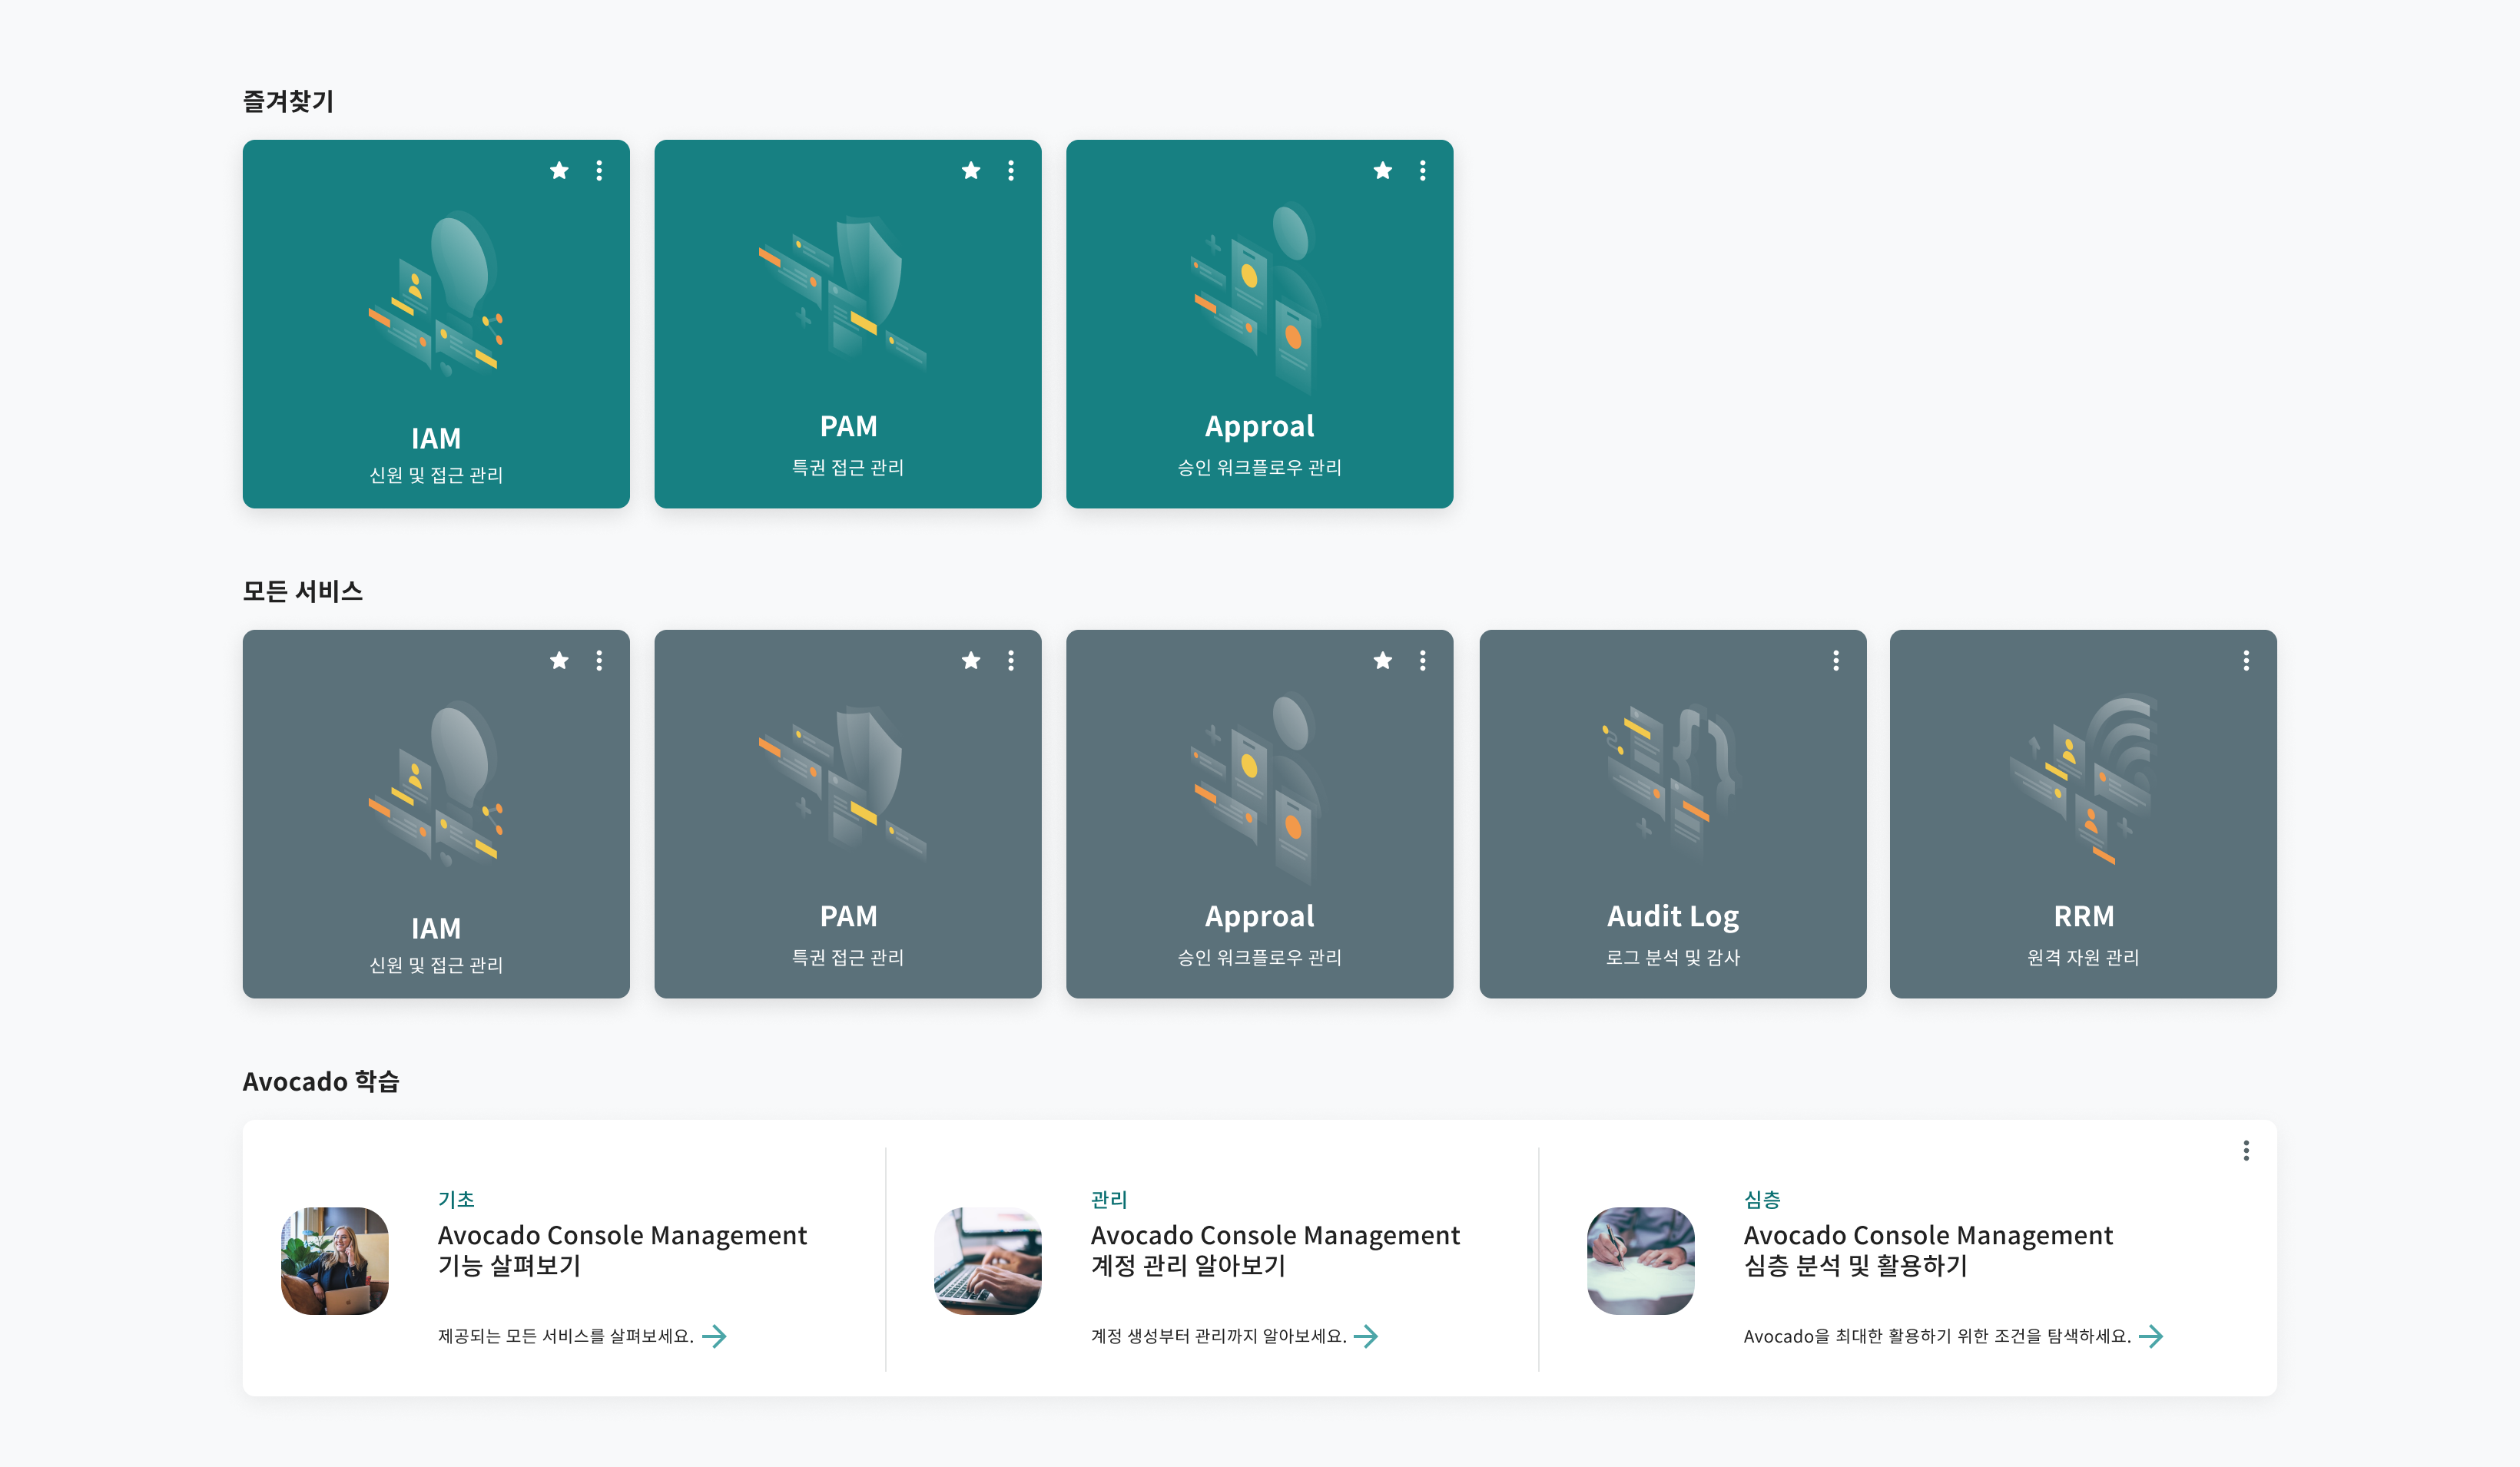 즐겨찾기
IAM
신원 및 접근 관리
PAM
특권 접근 관리
Approal
승인 워크플로우 관리
모든 서비스
IAM
신원 및 접근 관리
PAM
특권 접근 관리
Approal
승인 워크플로우 관리
Audit Log
로그 분석 및 감사
RRM
원격 자원 관리
Avocado 학습
기초
Avocado Console Management
기능 살펴보기
제공되는 모든 서비스를 살펴보세요.
관리
Avocado Console Management
계정 관리 알아보기
계정 생성부터 관리까지 알아보세요.
심층
Avocado Console Management
심층 분석 및 활용하기
Avocado을 최대한 활용하기 위한 조건을 탐색하세요.